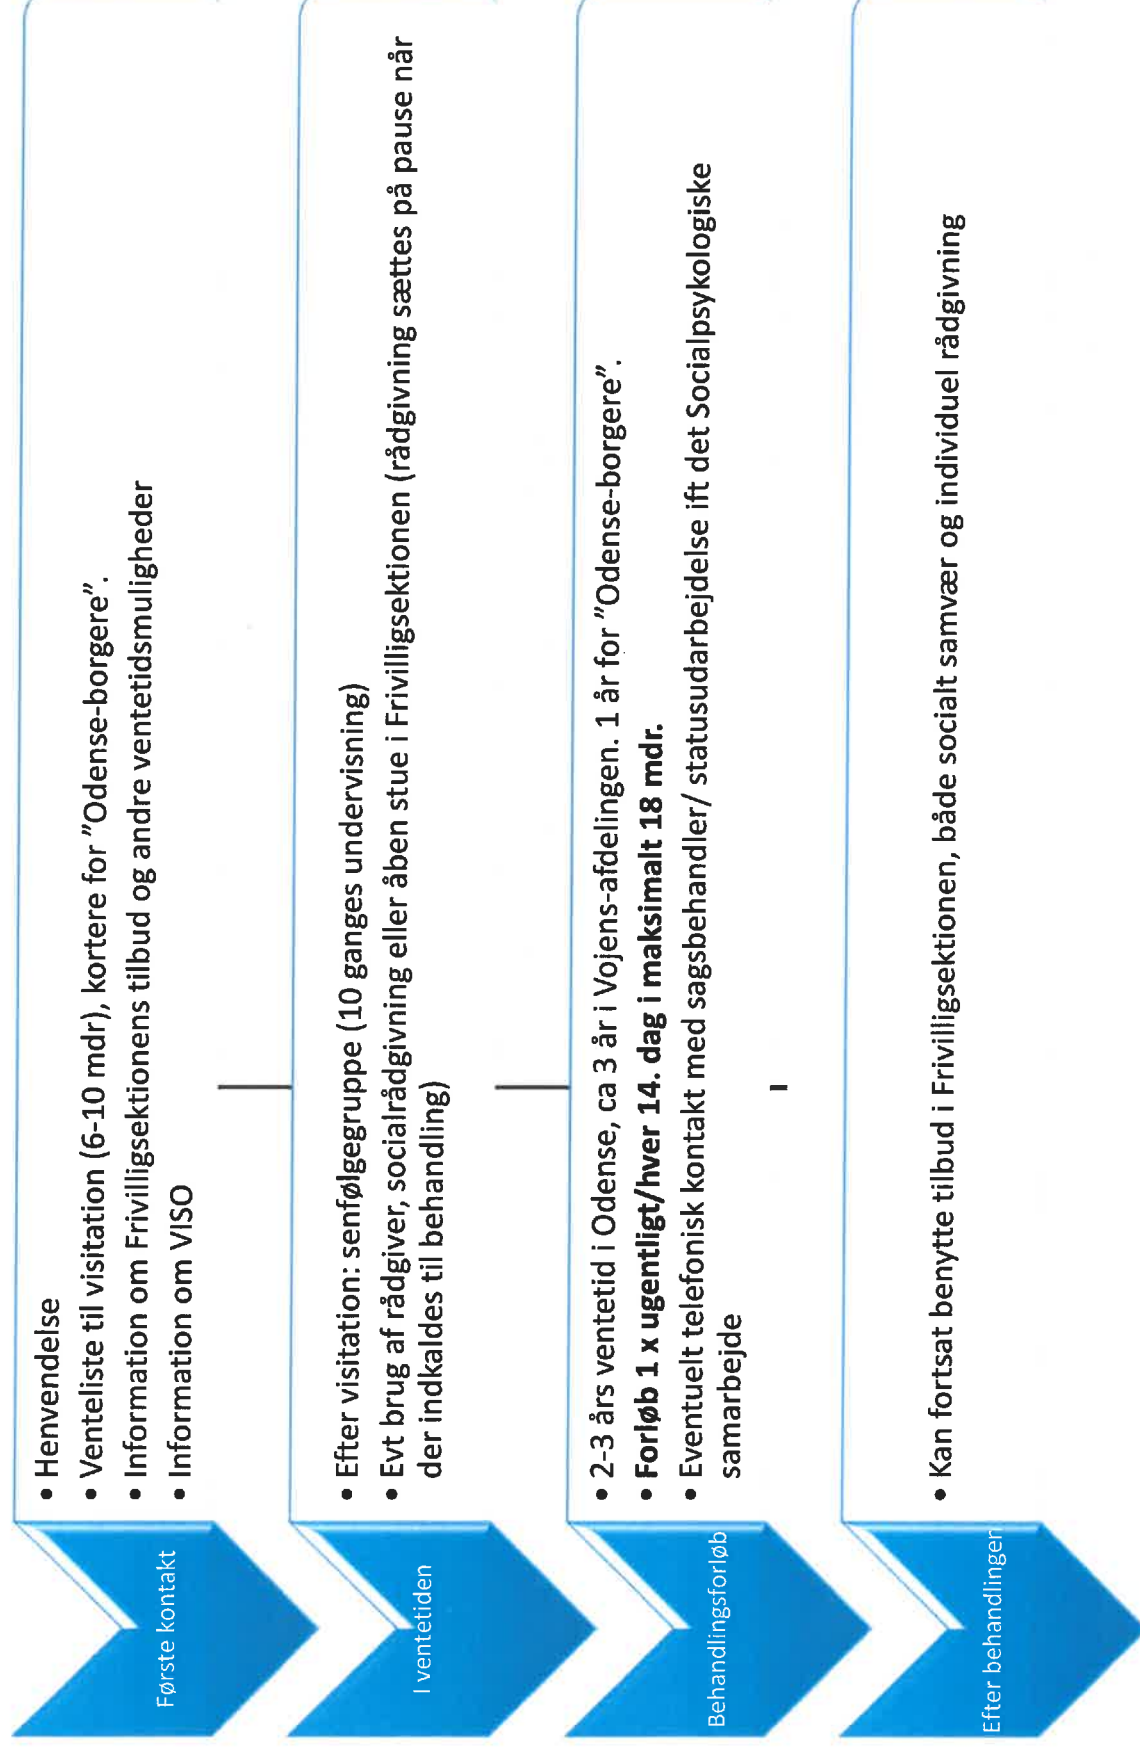 Første kontakt
• Henvendelse
• Venteliste til visitation (6-10 mdr), kortere for ”Odense-borgere”.
• Information om Frivilligsektionens tilbud og andre ventetidsmuligheder
• Information om VISO
I ventetiden
• Efter visitation: senfølgegruppe (10 ganges undervisning)
• Evt brug af rådgiver, socialrådgivning eller åben stue i Frivilligsektionen (rådgivning sættes på pause når
der indkaldes til behandling)
Behandlingsforløb
• 2-3 års ventetid i Odense, ca 3 år i Vojens-afdelingen. 1 år for ”Odense-borgere”.
• Forløb 1 x ugentligt/hver 14. dag i maksimalt 18 mdr.
• Eventuelt telefonisk kontakt med sagsbehandler/ statusudarbejdelse ift det Socialpsykologiske
samarbejde
Efter behandlingen
• Kan fortsat benytte tilbud i Frivilligsektionen, både socialt samvær og individuel rådgivning